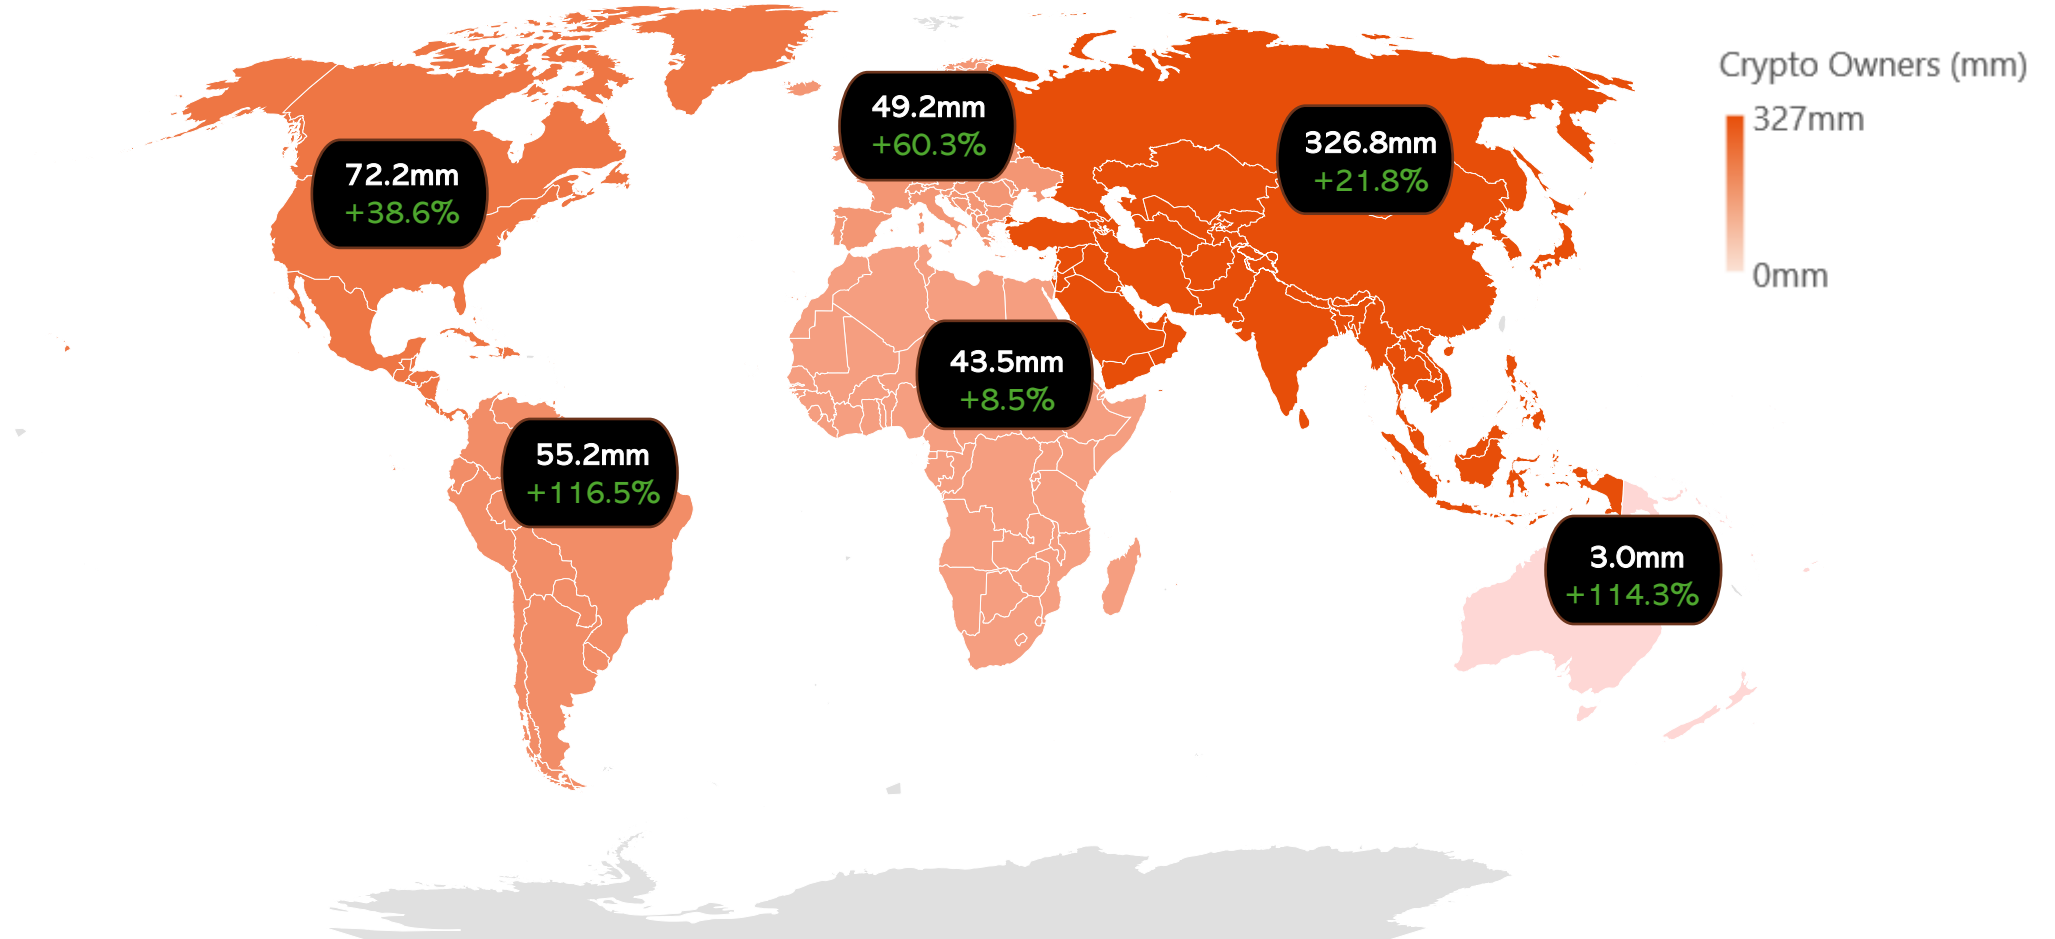 Crypto Owners (mm)
327mm
0mm
49.2mm
+60.3%
326.8mm
+21.8%
72.2mm
+38.6%
43.5mm
+8.5%
55.2mm
+116.5%
3.0mm
+114.3%